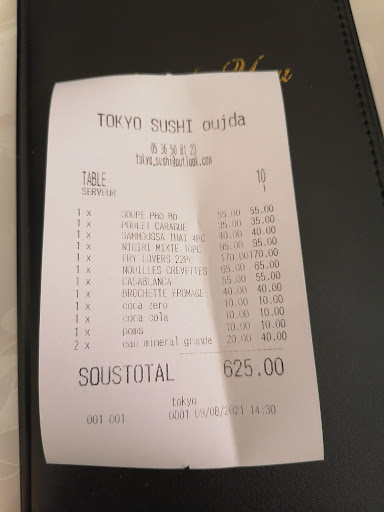 Menu
TOKYO SUSHI oujda
05 36 50 81 23
tokyo_sushi@outlook.com
TABLE 10
SERVEUR 1
1 x SOUPE PHO BO 55.00 55.00
1 x POULET CARAQUE 35.00 35.00
1 x SAMMOUSSA THAI 4PC 40.00 40.00
1 x NIGIRI MIXTE 10PC 95.00 95.00
1 x FRY LOVERS 22PC 170.00 170.00
1 x NOUILLES CREVETTES 65.00 65.00
1 x CASABLANCA 55.00 55.00
1 x BROCHETTE FROMAGE 40.00 40.00
1 x coca zero 10.00 10.00
1 x coca cola 10.00 10.00
1 x poms 10.00 10.00
2 x eau mineral grande 20.00 40.00
SOUSTOTAL 625.00
tokyo
001 001 0001 09/08/2021 14:30